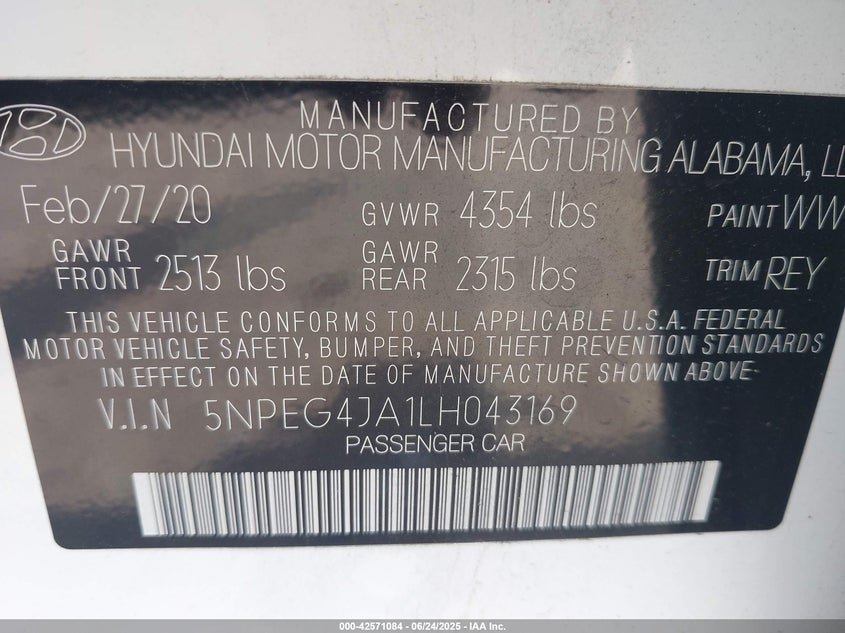 MANUFACTURED BY
HYUNDAI MOTOR MANUFACTURING ALABAMA,
Feb/27/20 GVWR 4354 lbs PAINT WW
GAWR FRONT 2513 lbs GAWR REAR 2315 lbs TRIM REY
THIS VEHICLE CONFORMS TO ALL APPLICABLE U.S.A. FEDERAL
MOTOR VEHICLE SAFETY, BUMPER, AND THEFT PREVENTION STANDARDS
IN EFFECT ON THE DATE OF MANUFACTURE SHOWN ABOVE
V.I.N 5NPEG4JA1LH043169
PASSENGER CAR
000-42571084 - 06/24/2025 - IAA Inc.